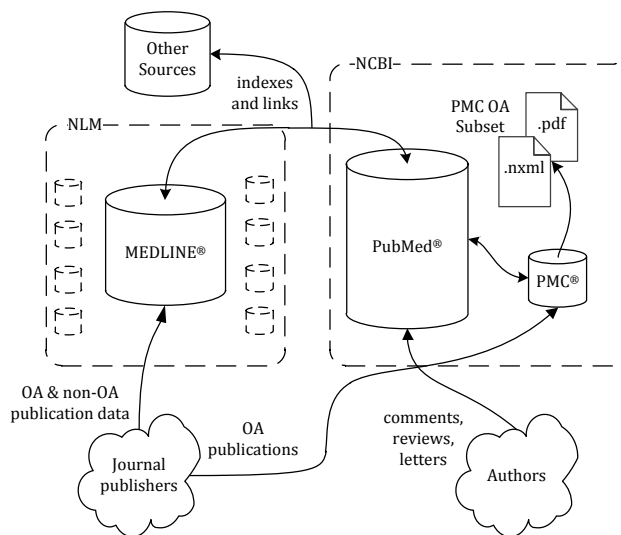 Other
Sources
NCBI
indexes
and links
PMC OA
Subset
.pdf
.nxml
NLM
MEDLINE®
PubMed®
PMC®
OA & non-OA
publication data
OA
publications
comments,
reviews,
letters
Journal
publishers
Authors